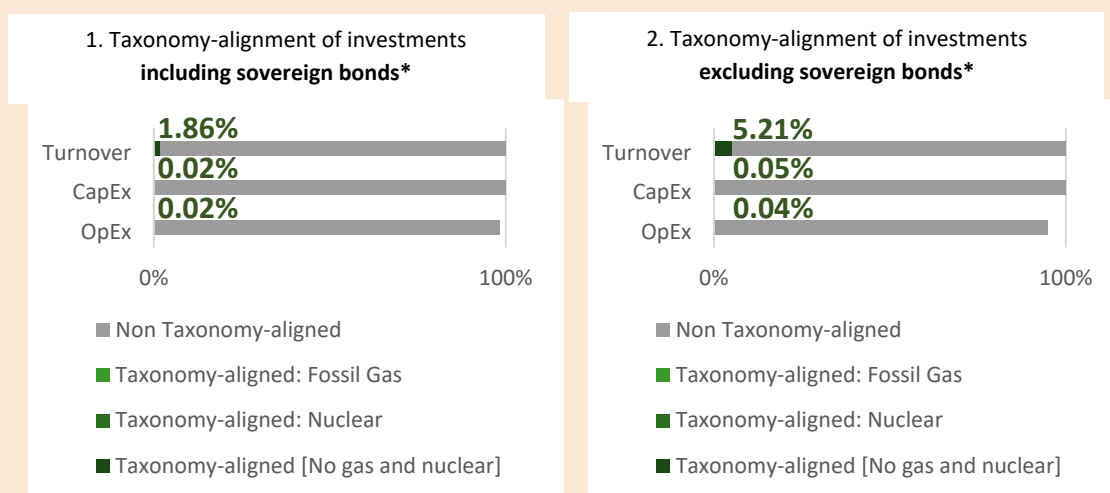 1. Taxonomy-alignment of investments
including sovereign bonds*
1.86%
Turnover
0.02%
CapEx
0.02%
OpEx
0%
100%
Non Taxonomy-aligned
Taxonomy-aligned: Fossil Gas
Taxonomy-aligned: Nuclear
Taxonomy-aligned [No gas and nuclear]
2. Taxonomy-alignment of investments
excluding sovereign bonds*
5.21%
Turnover
0.05%
CapEx
0.04%
OpEx
0%
100%
Non Taxonomy-aligned
Taxonomy-aligned: Fossil Gas
Taxonomy-aligned: Nuclear
Taxonomy-aligned [No gas and nuclear]